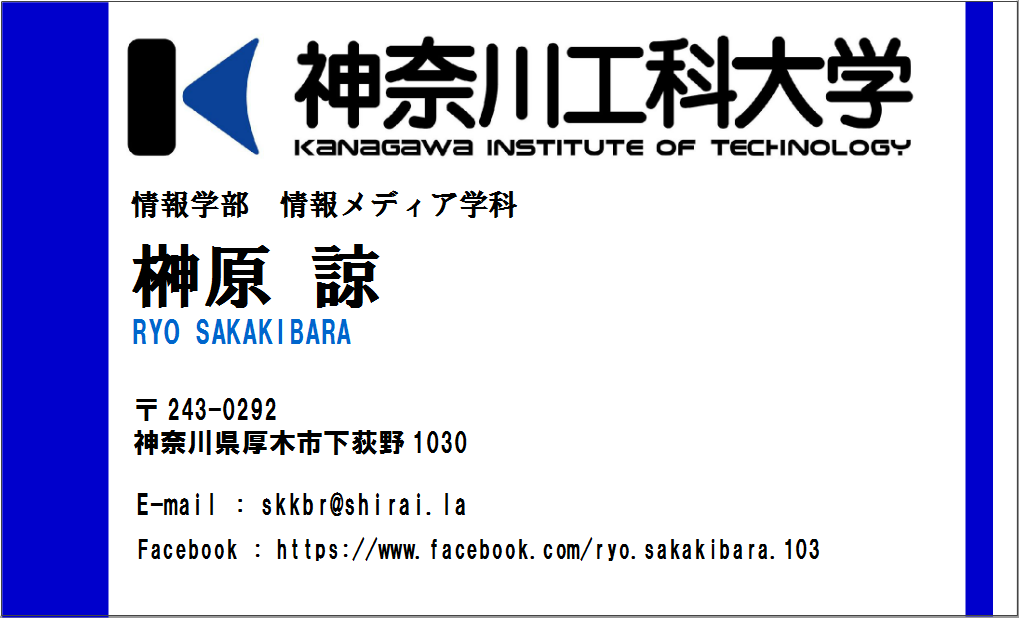 神奈川工科大学
KANAGAWA INSTITUTE OF TECHNOLOGY
情報学部　情報メディア学科
榊原 諒
RYO SAKAKIBARA
〒243-0292
神奈川県厚木市下荻野1030
E-mail : skkbr@shirai.la
Facebook : https://www.facebook.com/ryo.sakakibara.103